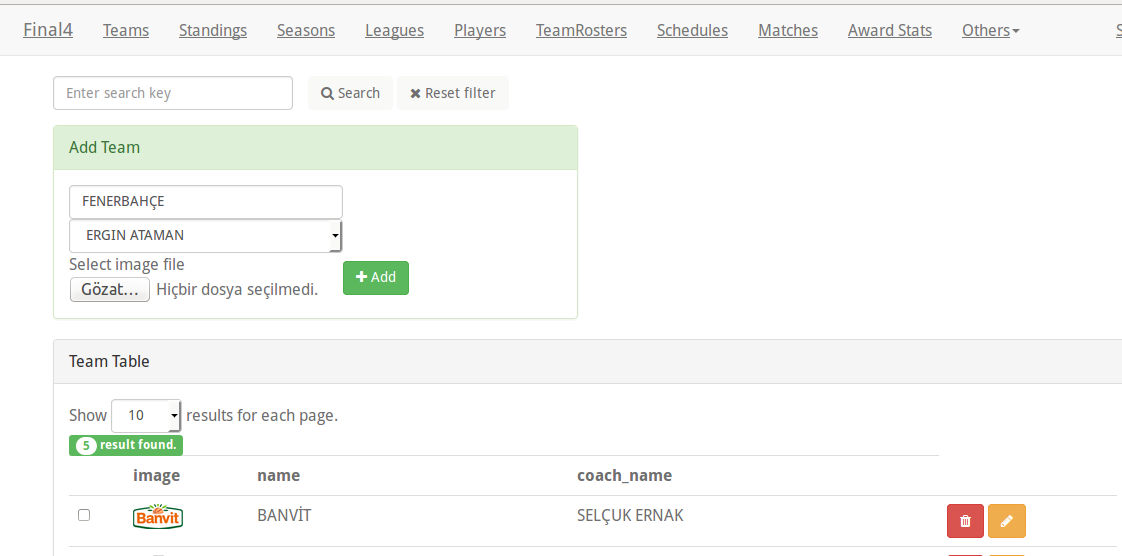 Final4 Teams Standings Seasons Leagues Players TeamRosters Schedules Matches Award Stats Others
Enter search key Search Reset filter
Add Team
FENERBAHÇE
ERGIN ATAMAN
Select image file
Add
Gözat... Hiçbir dosya seçilmedi.
Team Table
Show 10 results for each page.
5 result found.
image name coach_name
Banvit BANVİT SELÇUK ERNAK